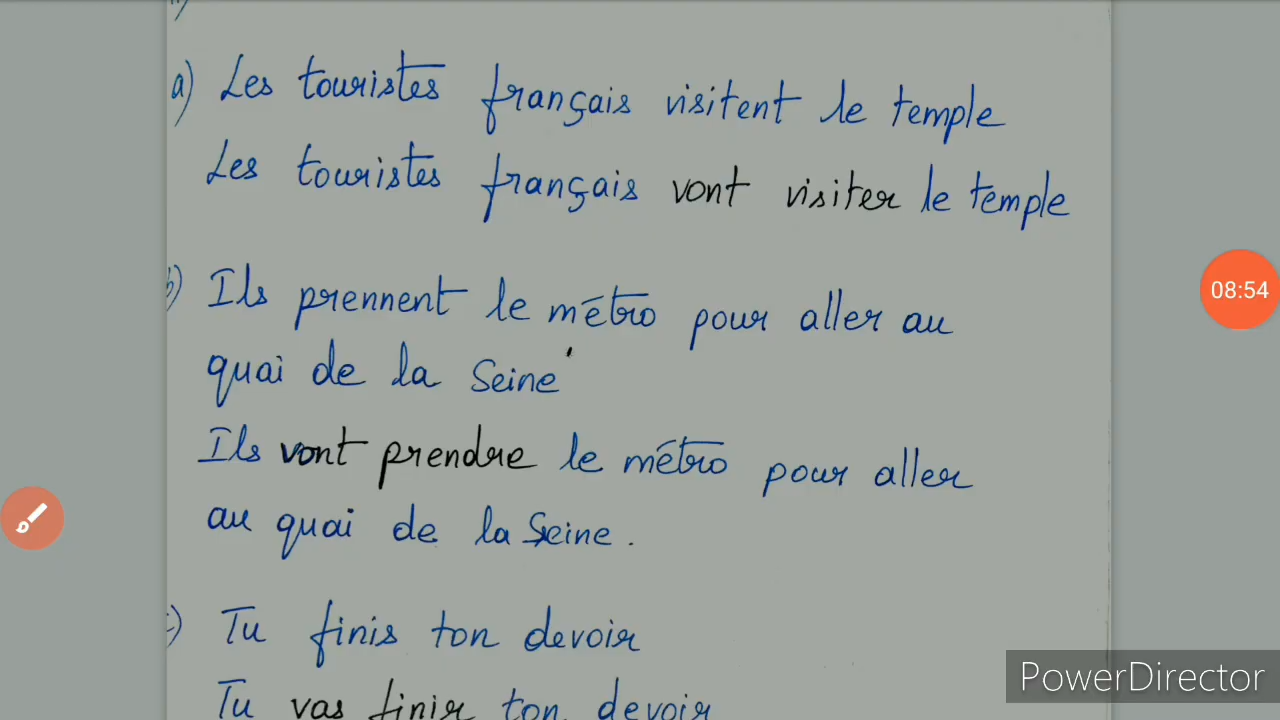 a) Les touristes français visitent le temple
Les touristes français vont visiter le temple
b) Ils prennent le métro pour aller au
quai de la Seine
Ils vont prendre le métro pour aller
au quai de la Seine.
c) Tu finis ton devoir
Tu vas finir ton devoir
08:54
PowerDirector